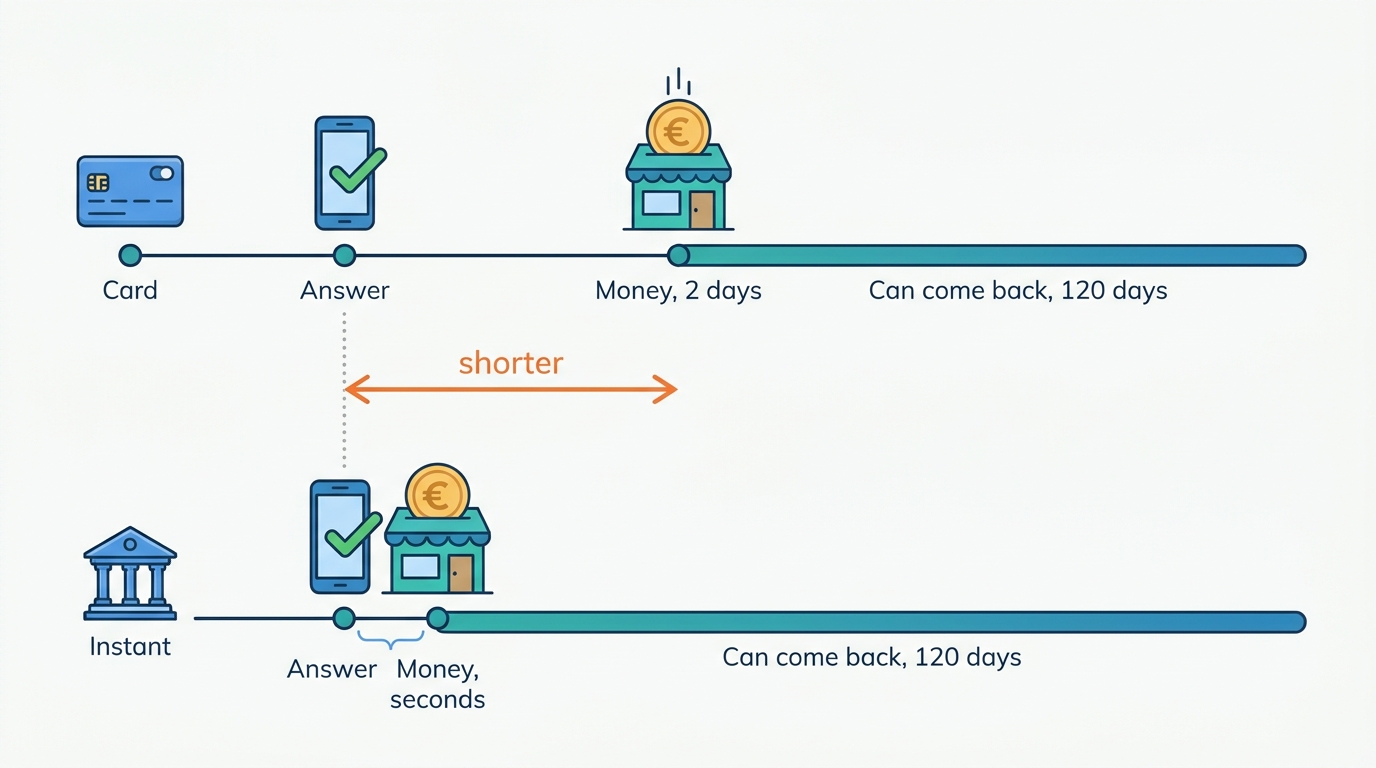 Card
Answer
Money, 2 days
Can come back, 120 days
shorter
€
€
Instant
Answer
Money,
seconds
Can come back, 120 days